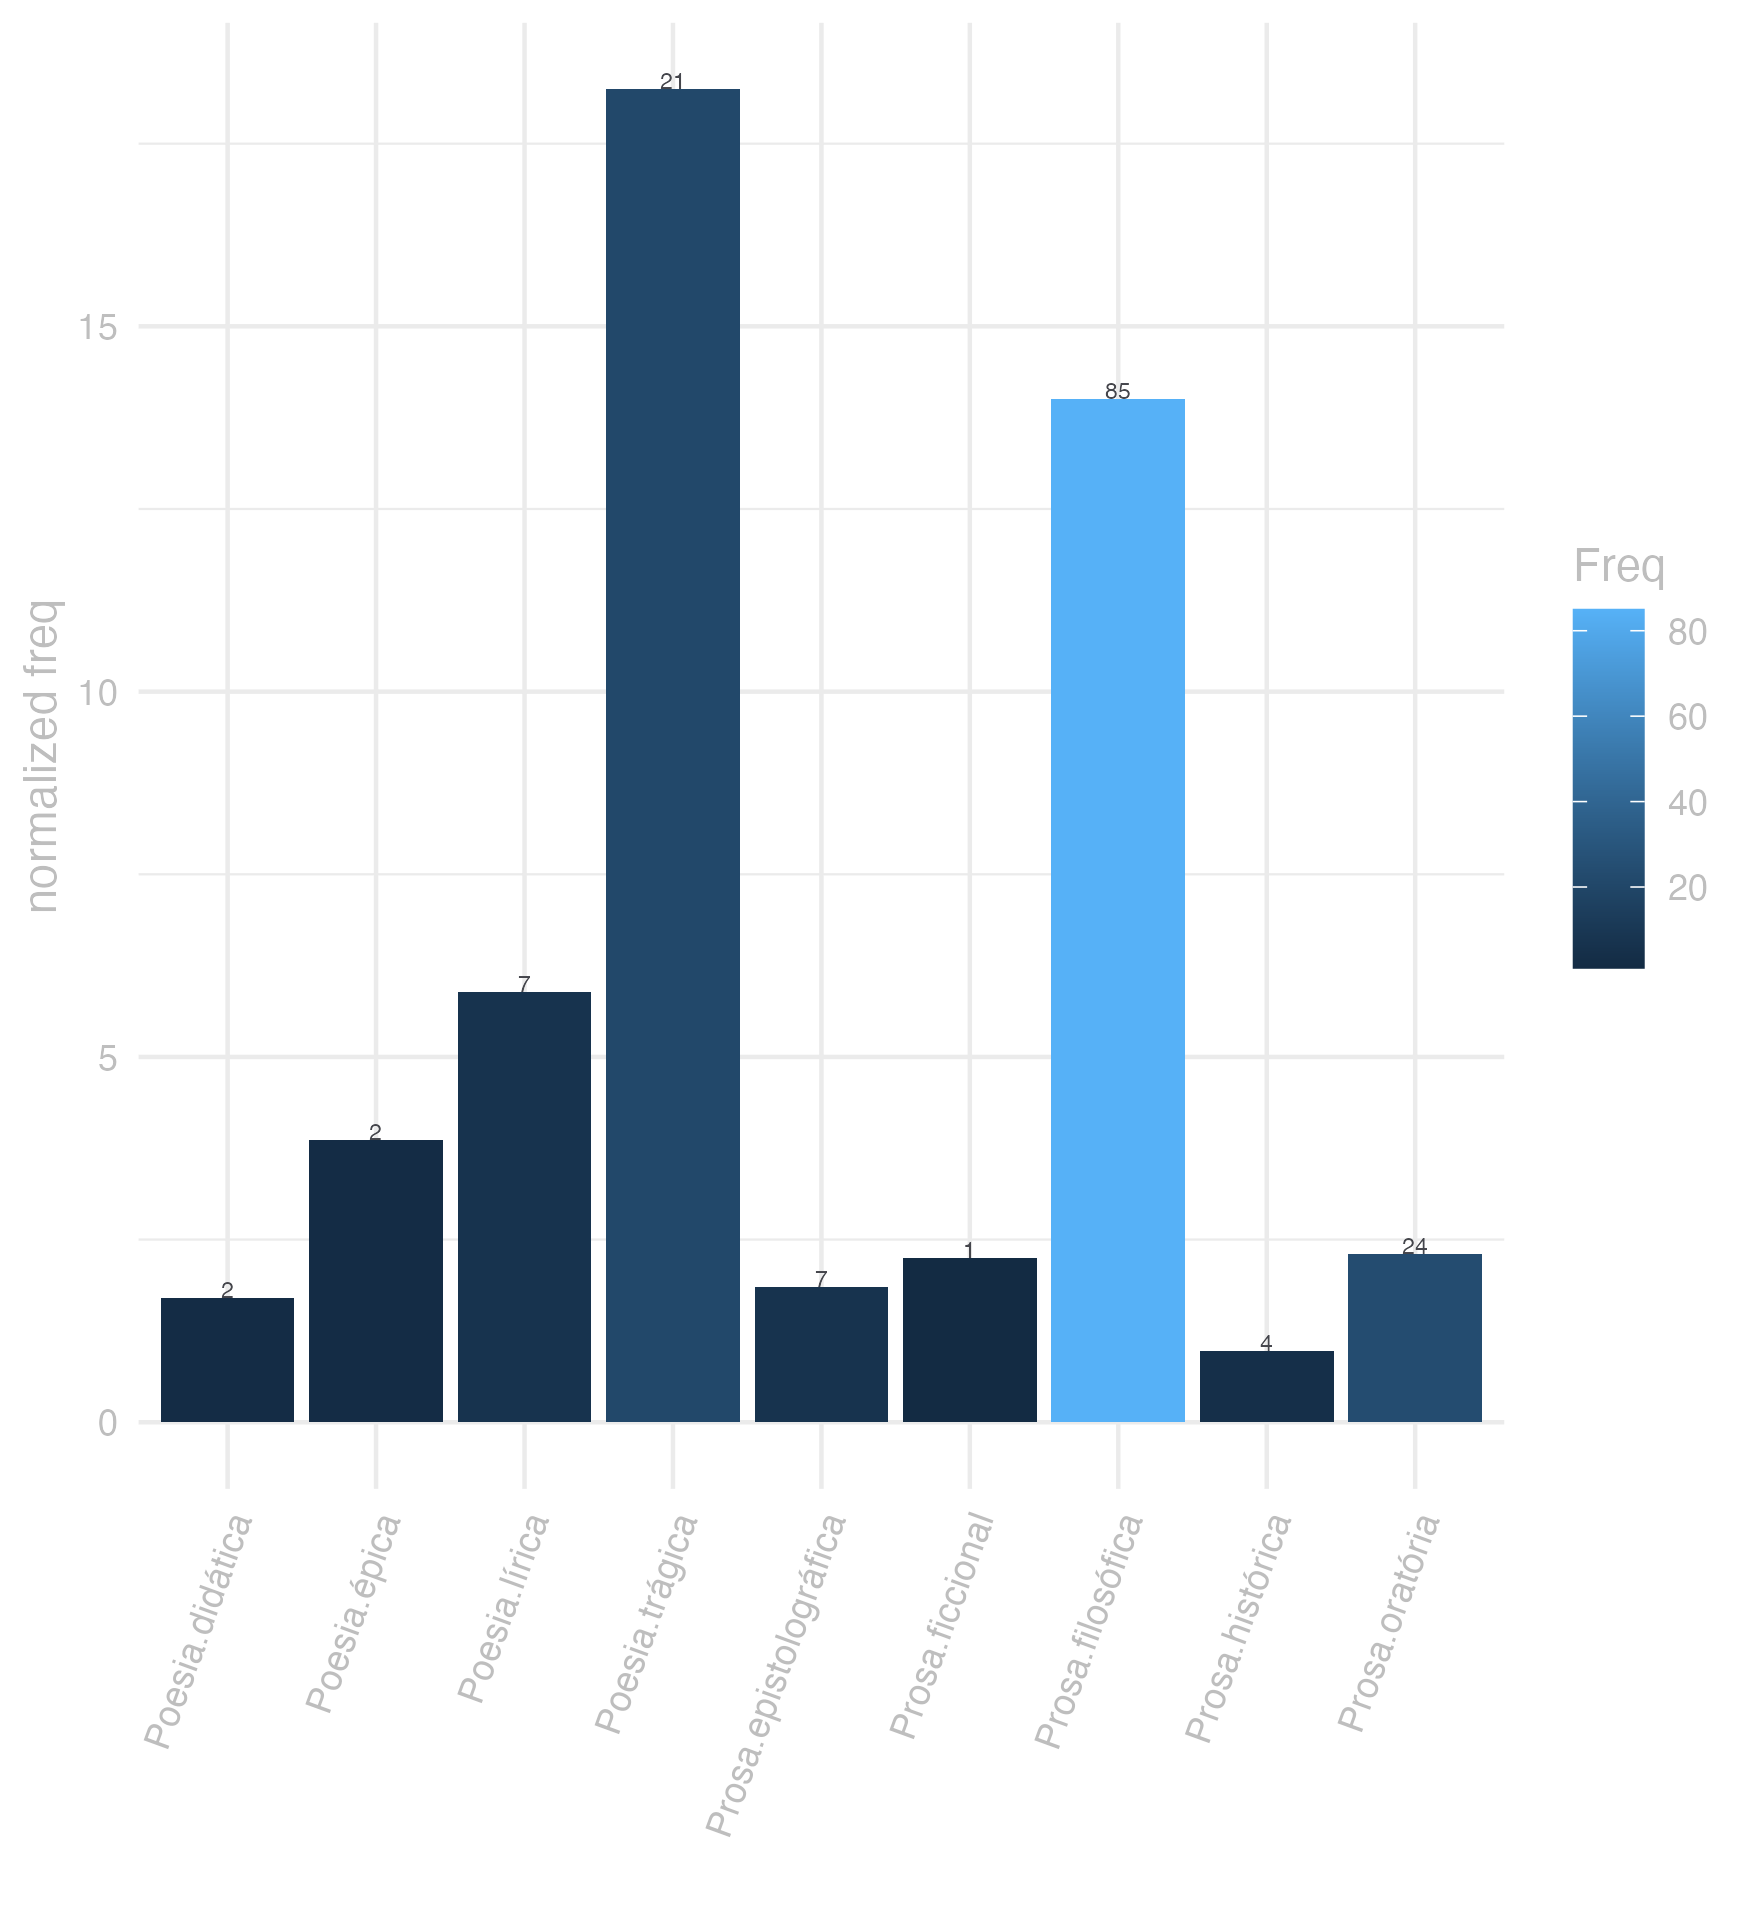 21
15
85
Freq
80
60
40
20
normalized freq
10
7
5
2
1
24
7
2
4
0
Poesia.didática
Poesia.épica
Poesia.lírica
Poesia.trágica
Prosa.epistolográfica
Prosa.ficcional
Prosa.filosófica
Prosa.histórica
Prosa.oratória